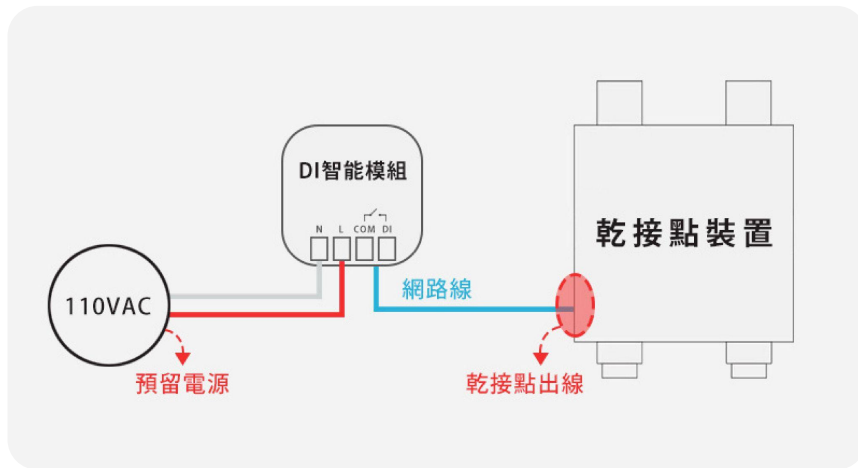 DI智能模組
N L COM DI
乾接點裝置
110VAC
網路線
預留電源
乾接點出線